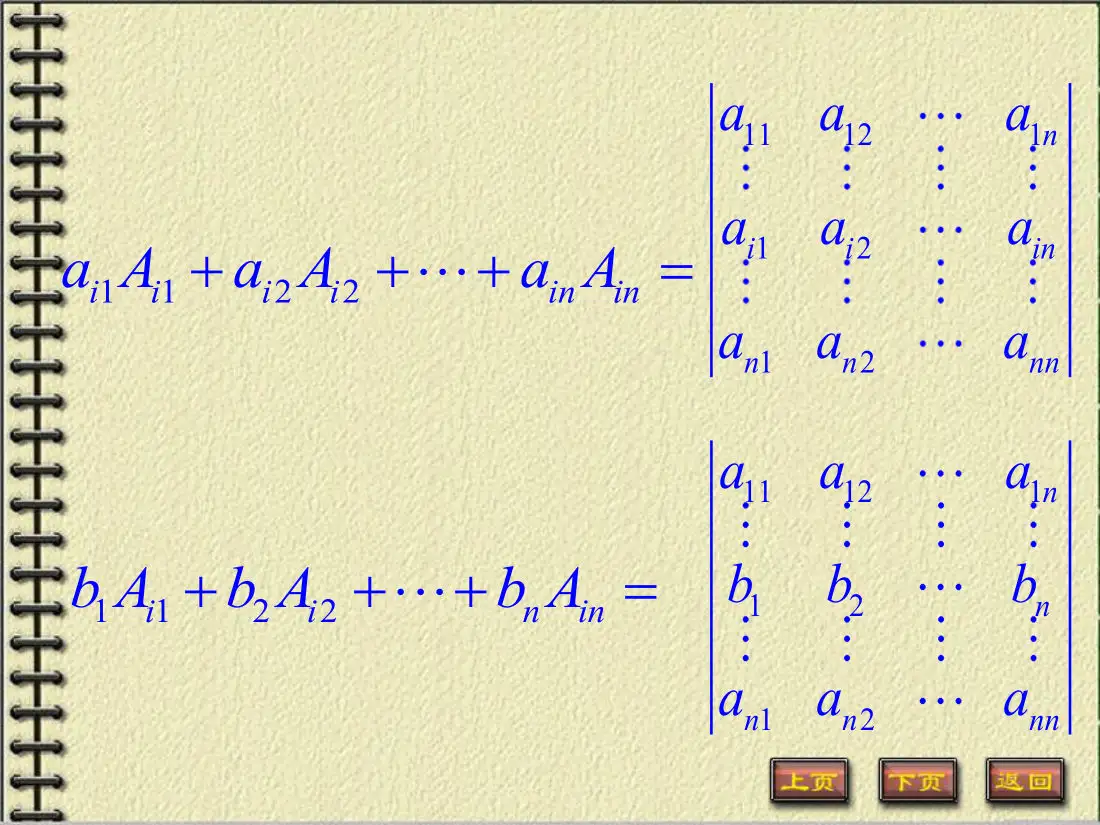 a_{i1}A_{i1} + a_{i2}A_{i2} + ⋯ + a_{in}A_{in} =
a_{11} a_{12} ⋯ a_{1n}
⋮ ⋮ ⋮ ⋮
a_{i1} a_{i2} ⋯ a_{in}
⋮ ⋮ ⋮ ⋮
a_{n1} a_{n2} ⋯ a_{nn}
b_1A_{i1} + b_2A_{i2} + ⋯ + b_nA_{in} =
a_{11} a_{12} ⋯ a_{1n}
⋮ ⋮ ⋮ ⋮
b_1 b_2 ⋯ b_n
⋮ ⋮ ⋮ ⋮
a_{n1} a_{n2} ⋯ a_{nn}
上页 下页 返回